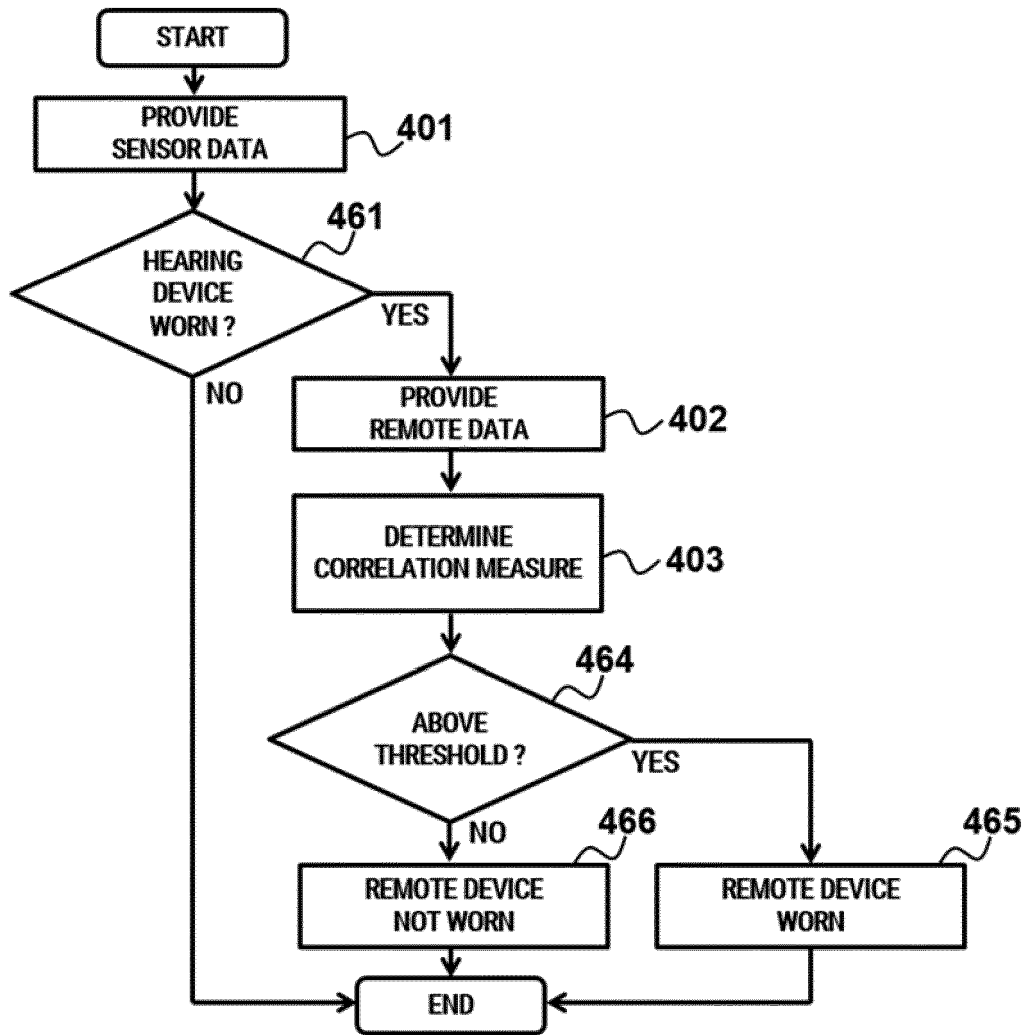 START
PROVIDE
SENSOR DATA
401
461
HEARING
DEVICE
WORN ?
YES
NO
PROVIDE
REMOTE DATA
402
DETERMINE
CORRELATION MEASURE
403
464
ABOVE
THRESHOLD ?
YES
NO
466
465
REMOTE DEVICE
NOT WORN
REMOTE DEVICE
WORN
END